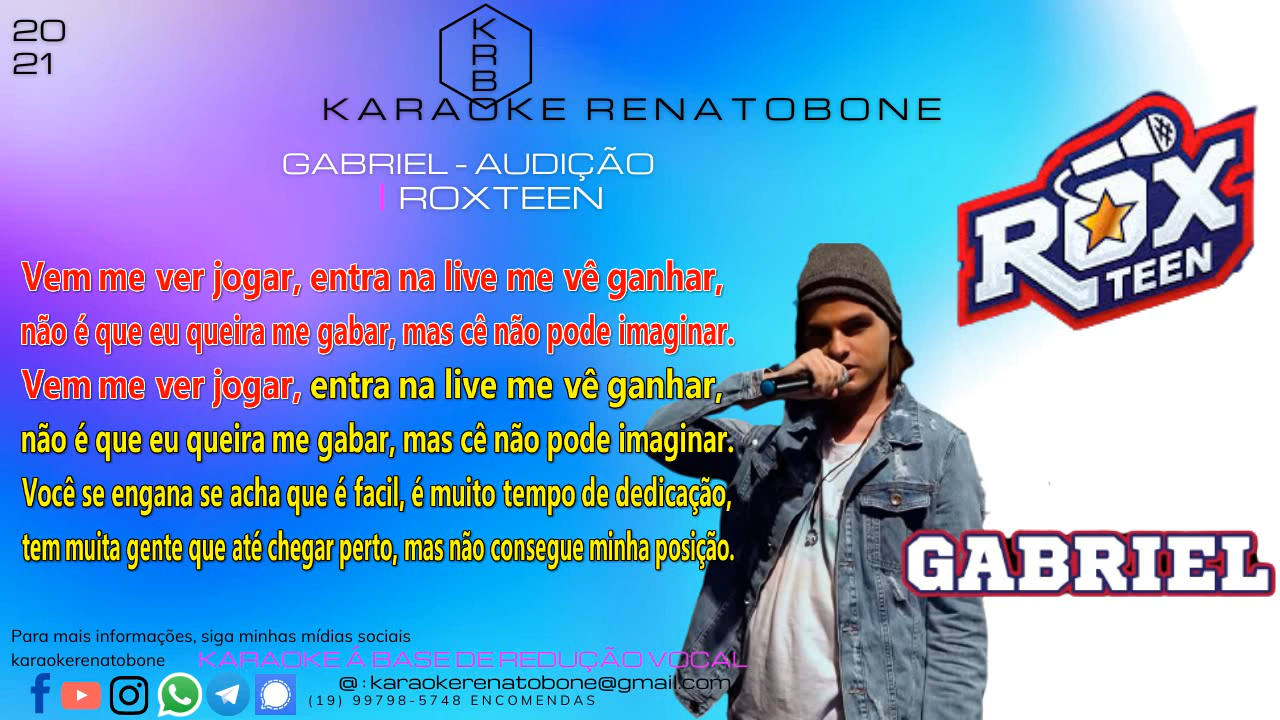 20
21
KRBO
KARAOKE RENATOBONE
GABRIEL - AUDIÇÃO
| ROXTEEN
ROX
TEEN
Vem me ver jogar, entra na live me vê ganhar,
não é que eu queira me gabar, mas cê não pode imaginar.
Vem me ver jogar, entra na live me vê ganhar,
não é que eu queira me gabar, mas cê não pode imaginar.
Você se engana se acha que é facil, é muito tempo de dedicação,
tem muita gente que até chegar perto, mas não consegue minha posição.
GABRIEL
Para mais informações, siga minhas mídias sociais
karaokerenatobone
KARAOKE Á BASE DE REDUÇÃO VOCAL
@ : karaokerenatobone@gmail.com
(19) 99798-5748 ENCOMENDAS